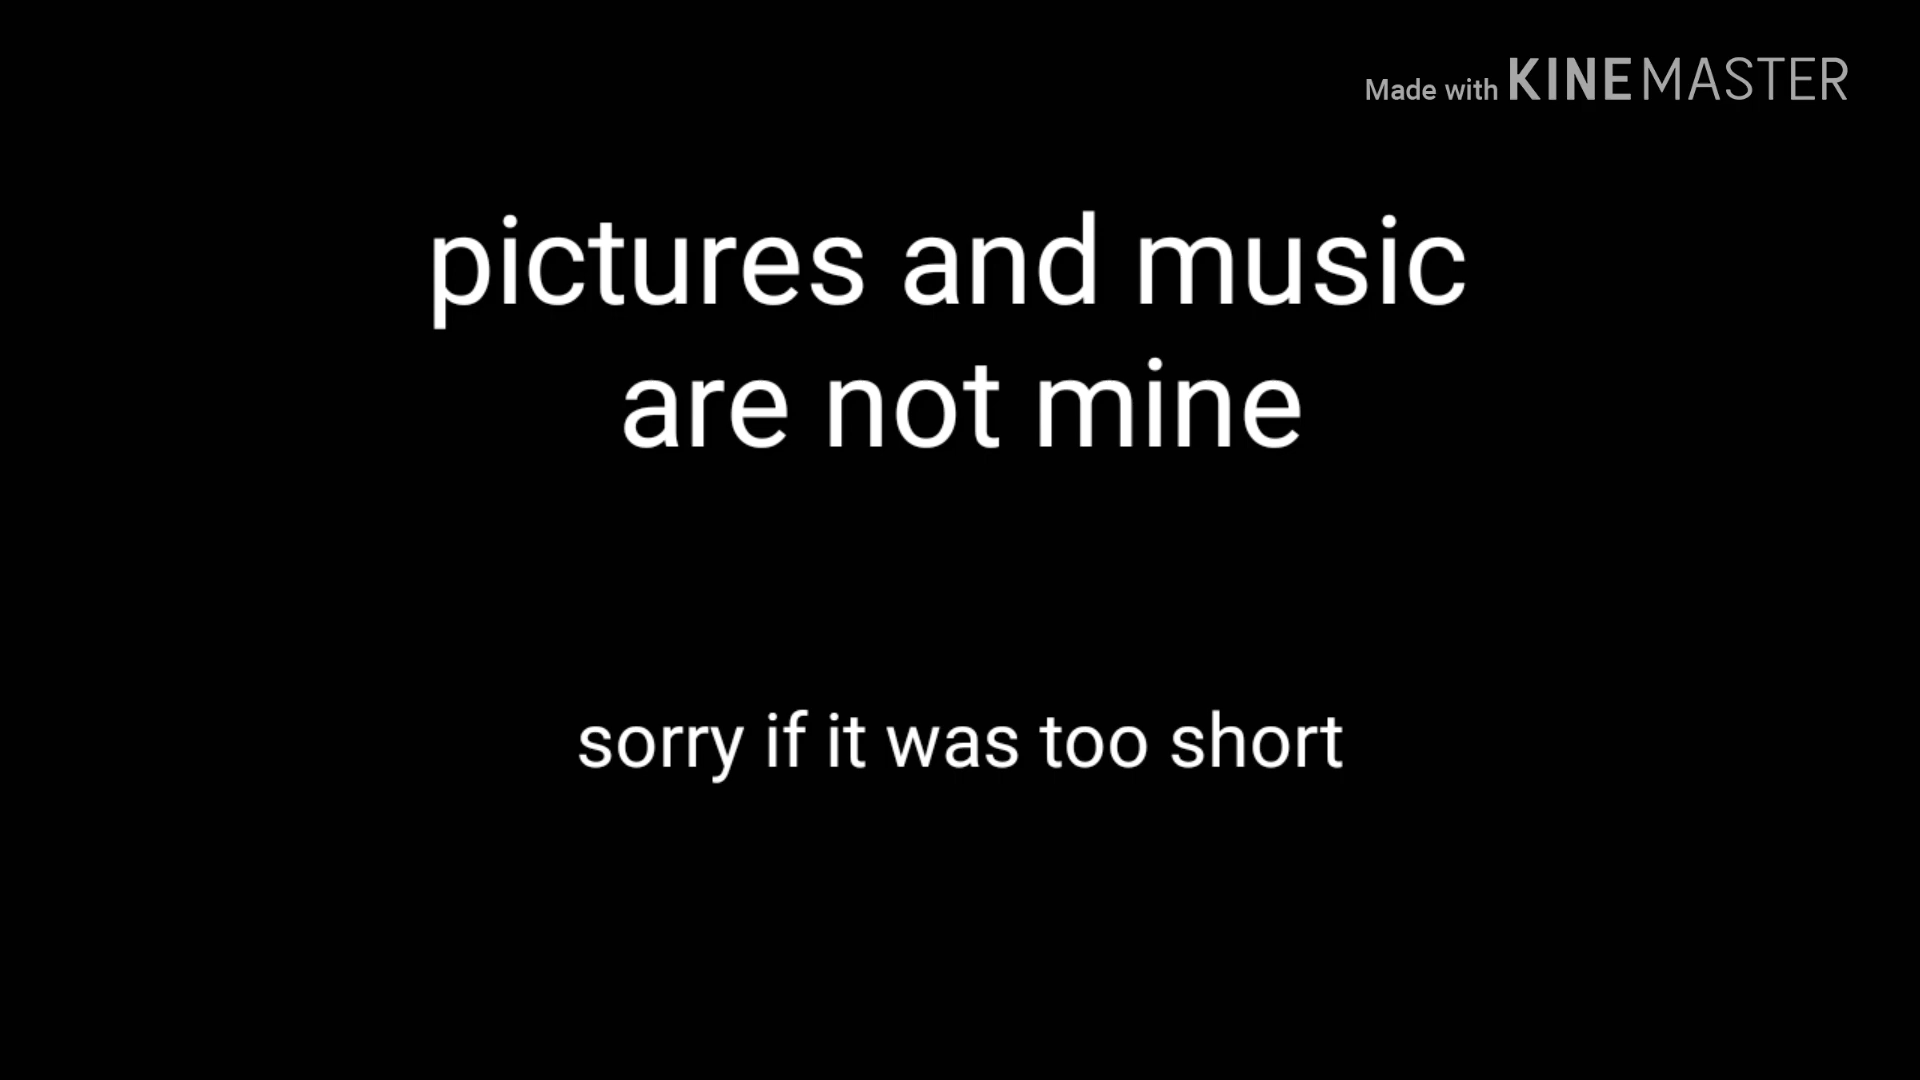 Made with KINEMASTER
pictures and music
are not mine
sorry if it was too short